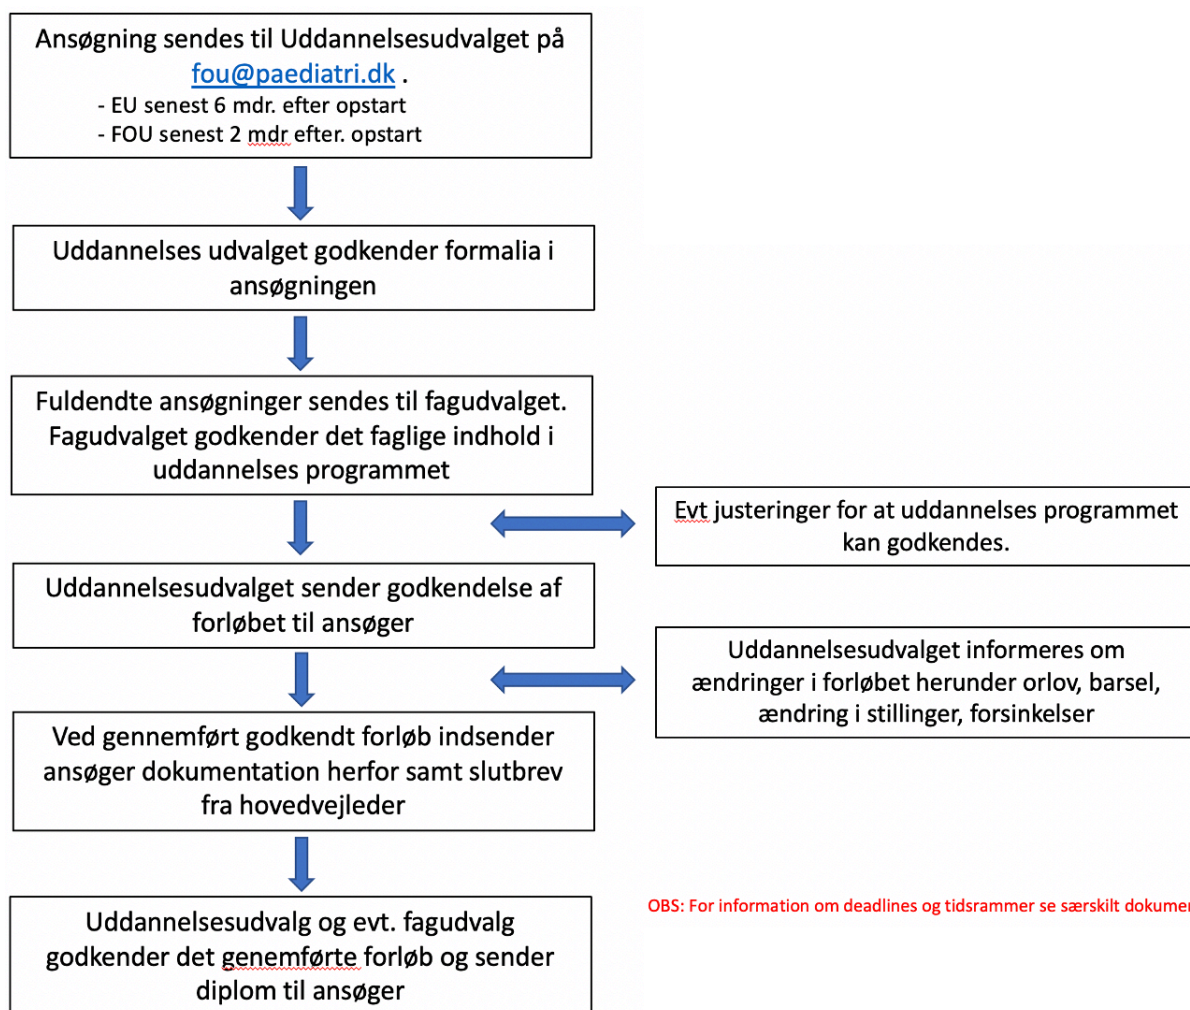 Ansøgning sendes til Uddannelsesudvalget på
fou@paediatri.dk .
- EU senest 6 mdr. efter opstart
- FOU senest 2 mdr efter. opstart
Uddannelses udvalget godkender formalia i
ansøgningen
Fuldendte ansøgninger sendes til fagudvalget.
Fagudvalget godkender det faglige indhold i
uddannelses programmet
Evt justeringer for at uddannelses programmet
kan godkendes.
Uddannelsesudvalget sender godkendelse af
forløbet til ansøger
Uddannelsesudvalget informeres om
ændringer i forløbet herunder orlov, barsel,
ændring i stillinger, forsinkelser
Ved gennemført godkendt forløb indsender
ansøger dokumentation herfor samt slutbrev
fra hovedvejleder
OBS: For information om deadlines og tidsrammer se særskilt dokume
Uddannelsesudvalg og evt. fagudvalg
godkender det genemførte forløb og sender
diplom til ansøger